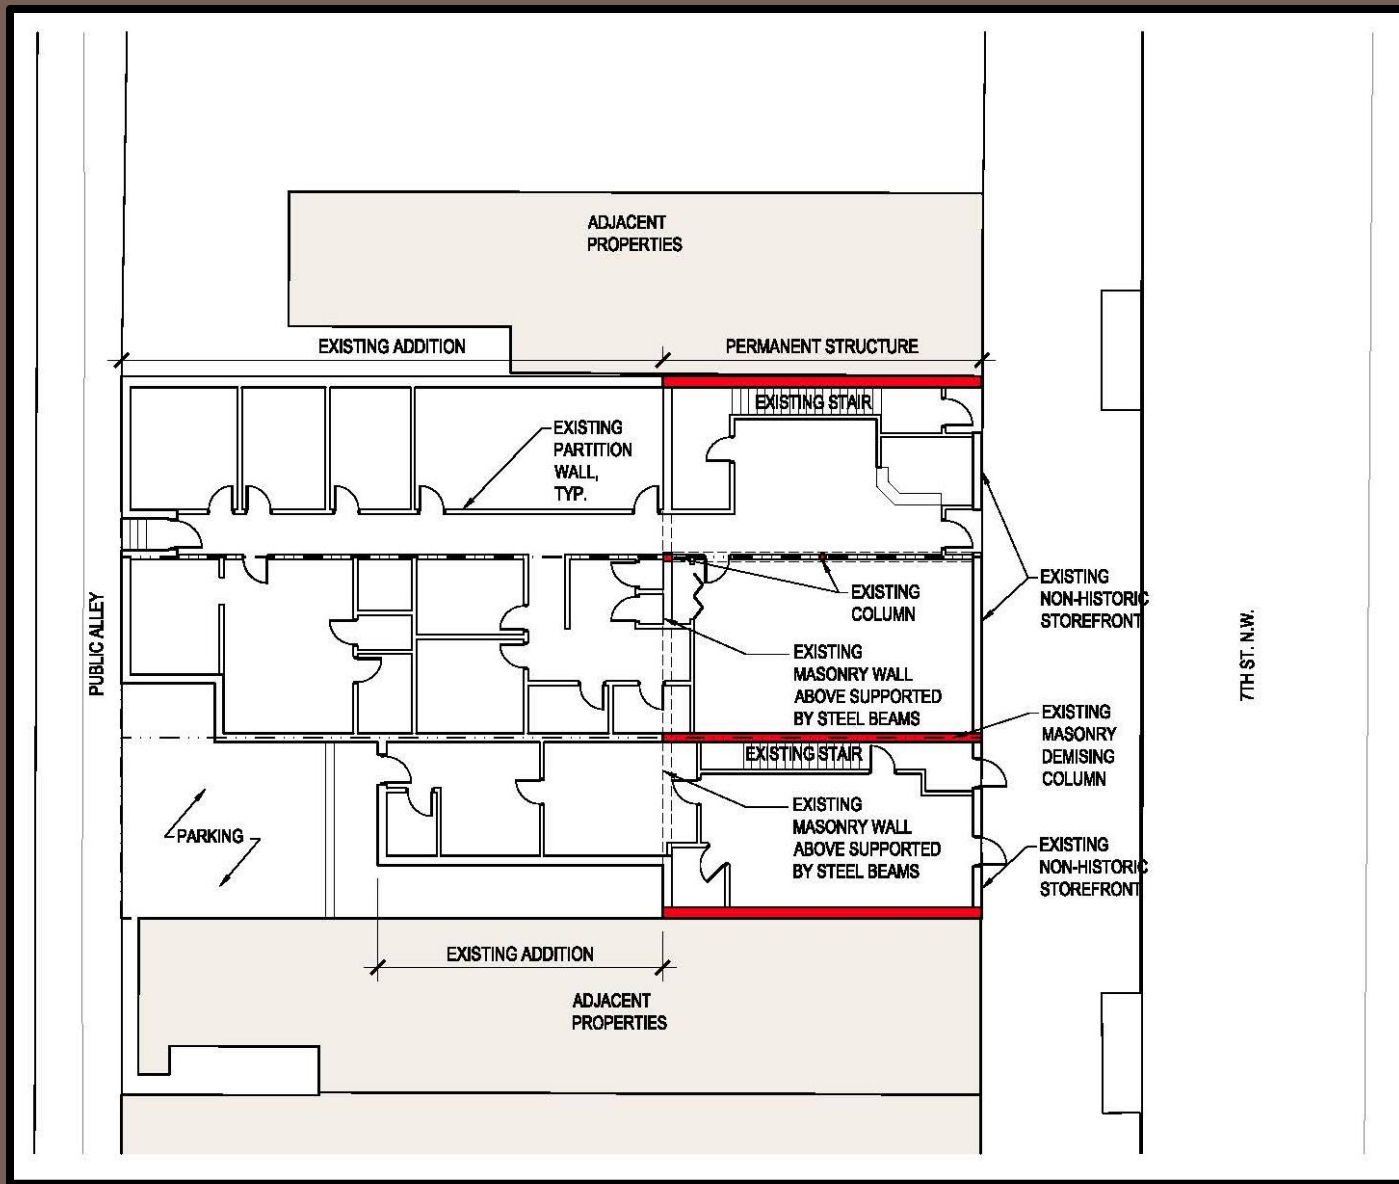 ADJACENT
PROPERTIES
EXISTING ADDITION
PERMANENT STRUCTURE
EXISTING STAIR
EXISTING
PARTITION
WALL,
TYP.
EXISTING
COLUMN
EXISTING
NON-HISTORIC
STOREFRONT
PUBLIC ALLEY
7TH ST. N.W.
EXISTING
MASONRY WALL
ABOVE SUPPORTED
BY STEEL BEAMS
EXISTING
MASONRY
DEMISING
COLUMN
EXISTING STAIR
EXISTING
MASONRY WALL
ABOVE SUPPORTED
BY STEEL BEAMS
PARKING
EXISTING
NON-HISTORIC
STOREFRONT
EXISTING ADDITION
ADJACENT
PROPERTIES